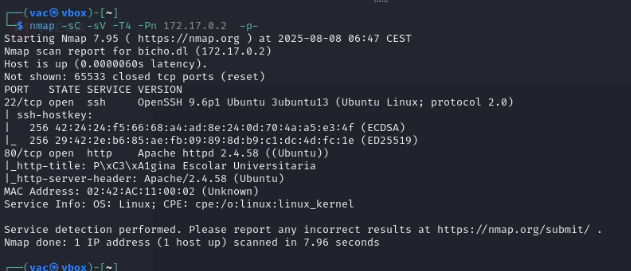 ┌──(vac㉿vbox)-[~]
└─$ nmap -sC -sV -T4 -Pn 172.17.0.2  -p-
Starting Nmap 7.95 ( https://nmap.org ) at 2025-08-08 06:47 CEST
Nmap scan report for bicho.dl (172.17.0.2)
Host is up (0.0000060s latency).
Not shown: 65533 closed tcp ports (reset)
PORT   STATE SERVICE VERSION
22/tcp open  ssh     OpenSSH 9.6p1 Ubuntu 3ubuntu13 (Ubuntu Linux; protocol 2.0)
| ssh-hostkey:
|   256 42:24:24:f5:66:68:a4:ad:8e:24:0d:70:4a:a5:e3:4f (ECDSA)
|_  256 29:42:2e:b6:85:ae:fb:09:89:8d:b9:c1:dc:4d:fc:1e (ED25519)
80/tcp open  http    Apache httpd 2.4.58 ((Ubuntu))
|_http-title: P\xC3\xA1gina Escolar Universitaria
|_http-server-header: Apache/2.4.58 (Ubuntu)
MAC Address: 02:42:AC:11:00:02 (Unknown)
Service Info: OS: Linux; CPE: cpe:/o:linux:linux_kernel

Service detection performed. Please report any incorrect results at https://nmap.org/submit/ .
Nmap done: 1 IP address (1 host up) scanned in 7.96 seconds

┌──(vac㉿vbox)-[~]